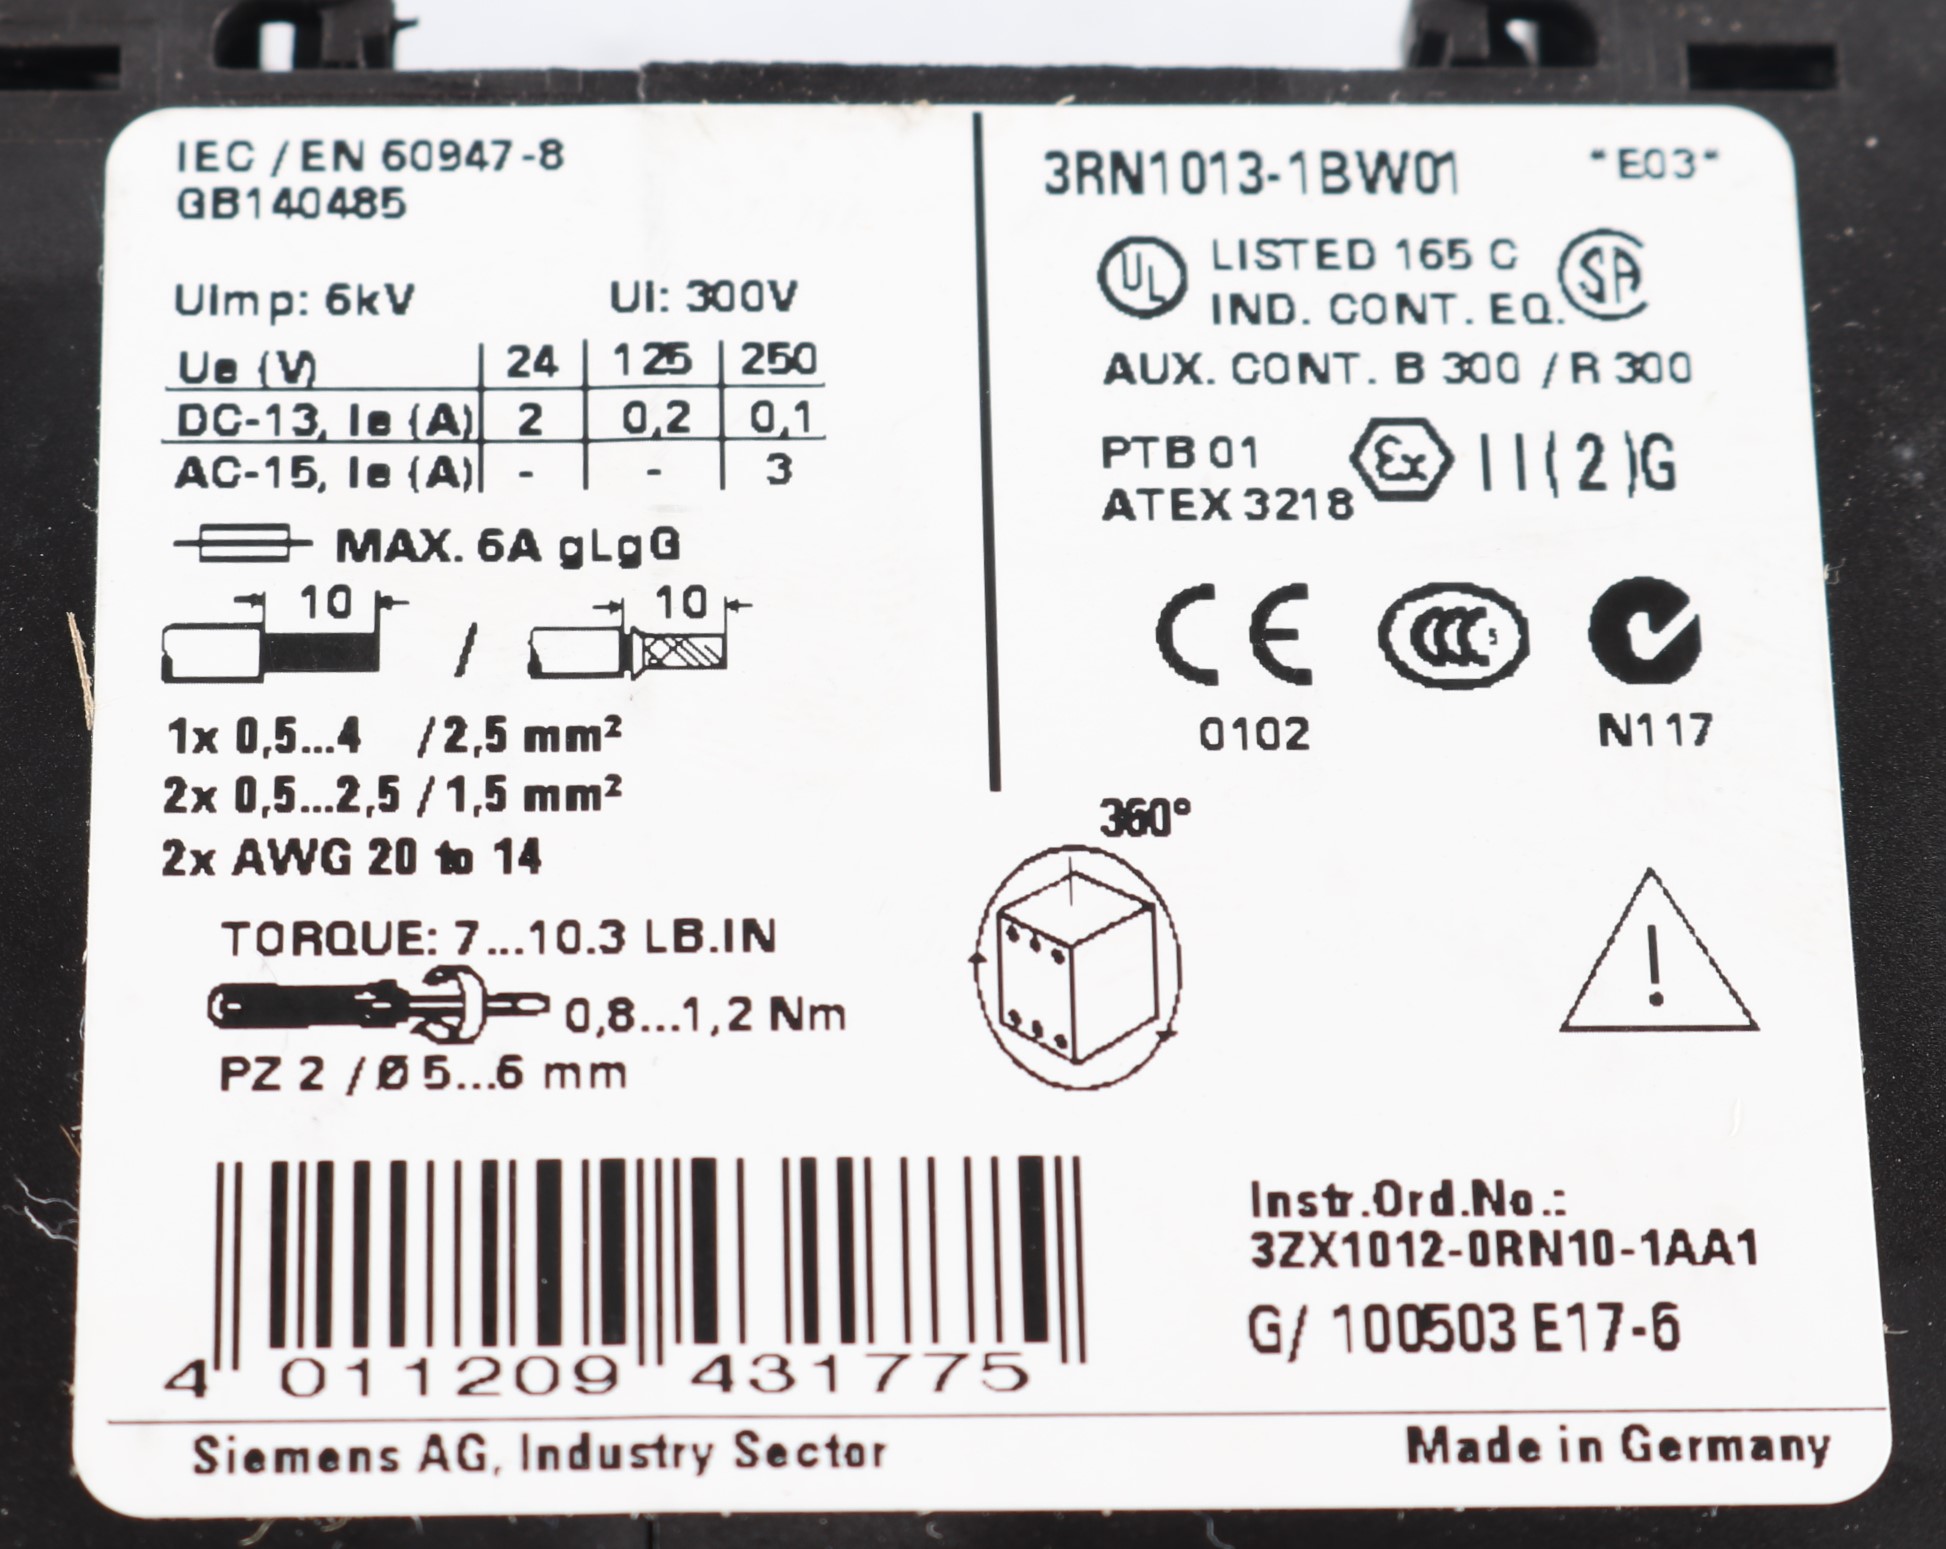 IEC / EN 60947-8
GB140485
UImp: 6kV UI: 300V
Ue (V) 24 125 250
DC-13, Ie (A) 2 0,2 0,1
AC-15, Ie (A) - - 3
MAX. 6A gLgG
10 / 10
1x 0,5...4 / 2,5 mm²
2x 0,5...2,5 / 1,5 mm²
2x AWG 20 to 14
TORQUE: 7...10.3 LB.IN
0,8...1,2 Nm
PZ 2 / Ø 5...6 mm
3RN1013-1BW01 "E03"
UL LISTED 165 C SA
IND. CONT. EQ.
AUX. CONT. B 300 / R 300
PTB 01 Ex II(2)G
ATEX 3218
CE CCC S
0102 N117
360°
!
4 011209 431775
Instr.Ord.No.:
3ZX1012-0RN10-1AA1
G/ 100503 E17-6
Siemens AG, Industry Sector Made in Germany